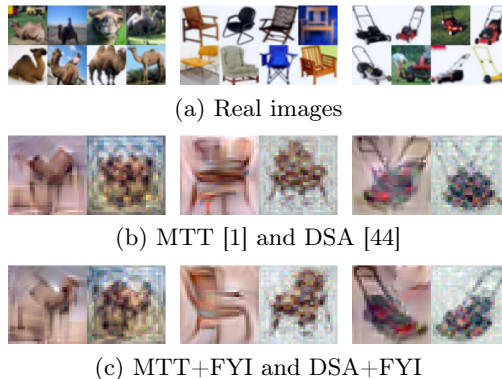 (a) Real images
(b) MTT [1] and DSA [44]
(c) MTT+FYI and DSA+FYI